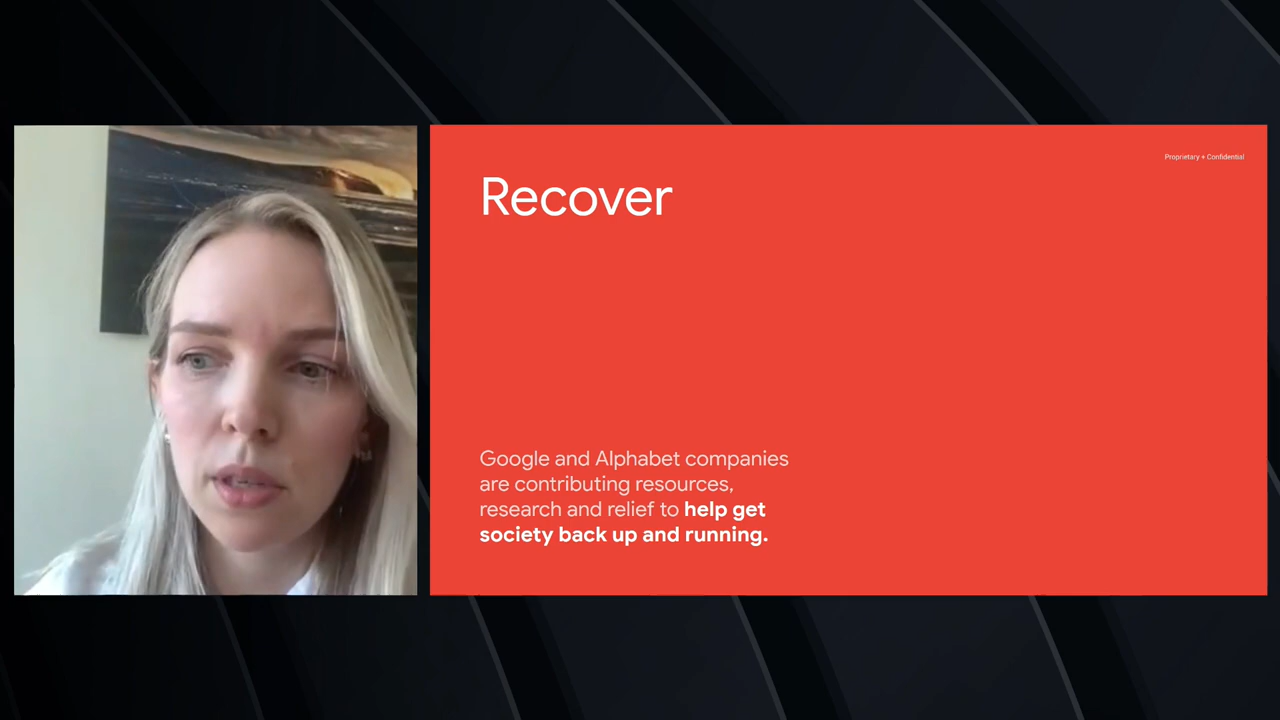 Proprietary + Confidential
Recover
Google and Alphabet companies
are contributing resources,
research and relief to help get
society back up and running.